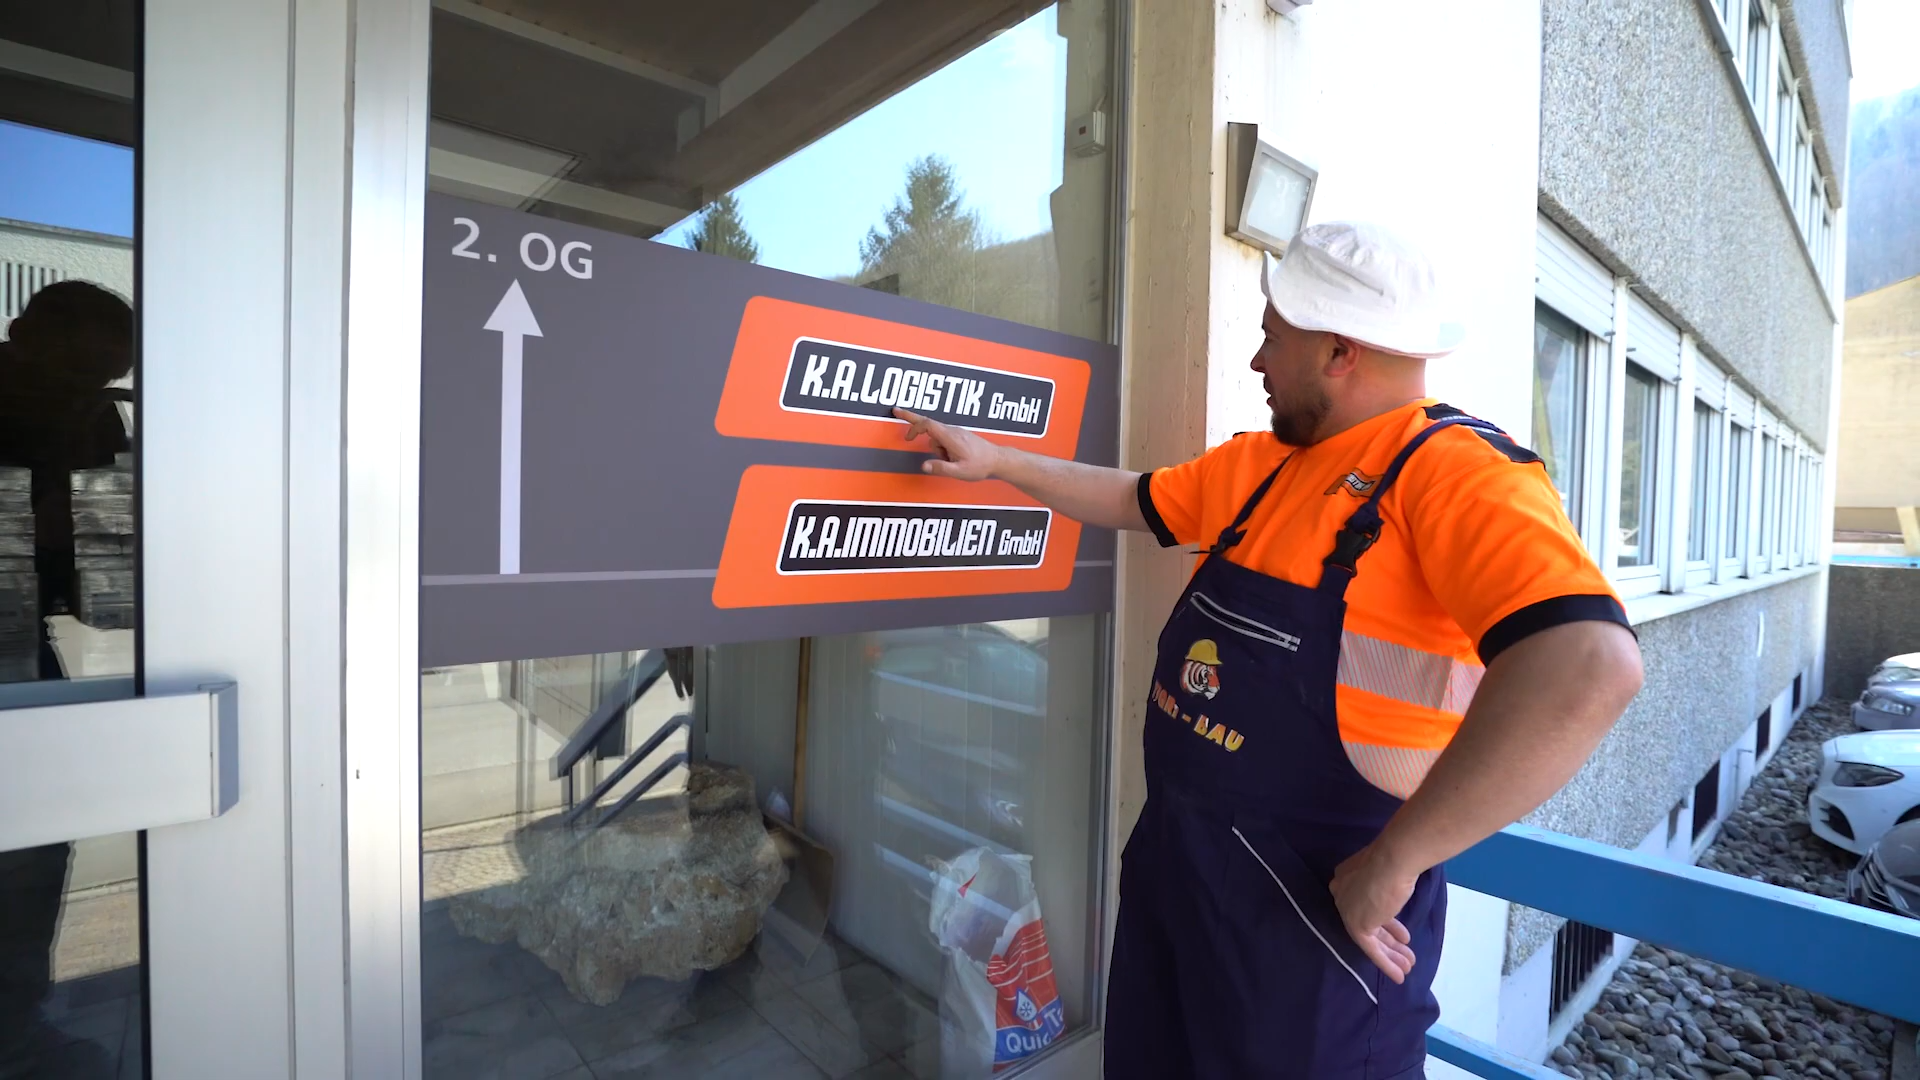 2. OG
K.A.LOGISTIK GmbH
K.A.IMMOBILIEN GmbH
- BAU